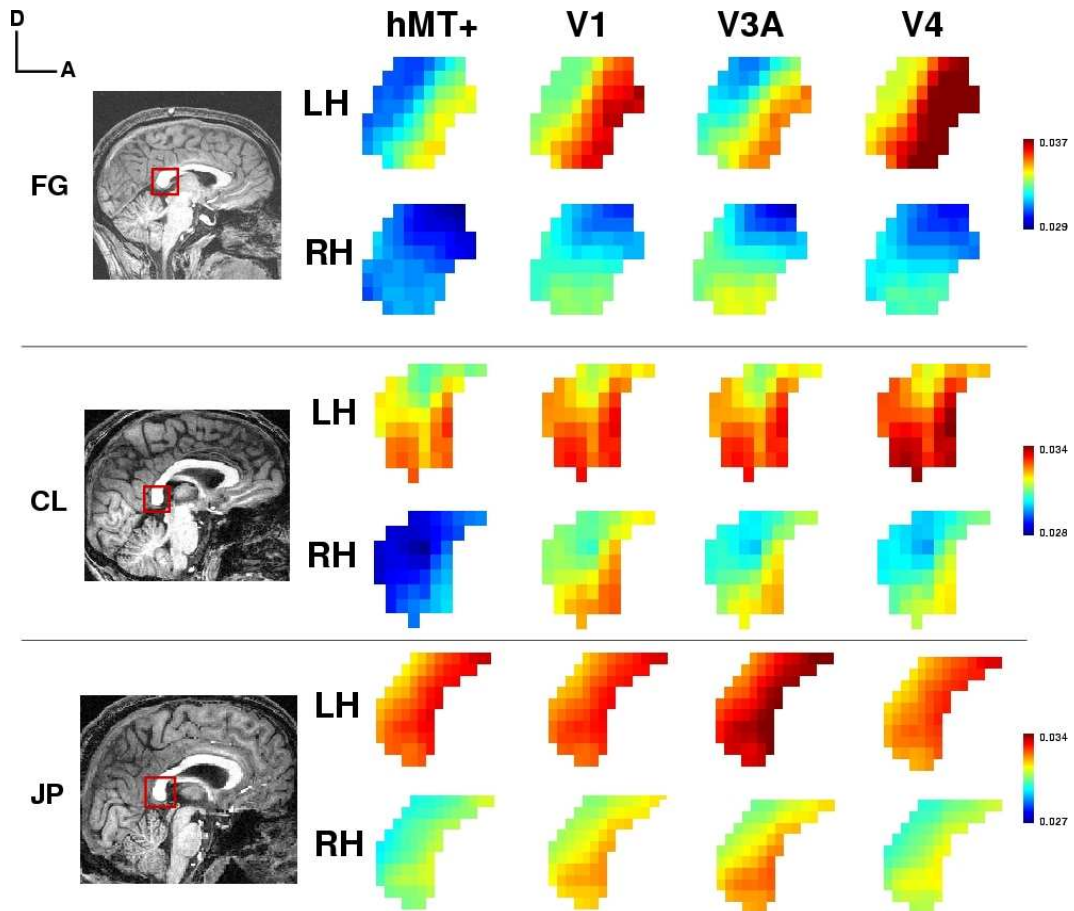 D
A
hMT+ V1 V3A V4
LH
FG
0.037
0.029
RH
LH
CL
0.034
0.028
RH
LH
JP
0.034
0.027
RH